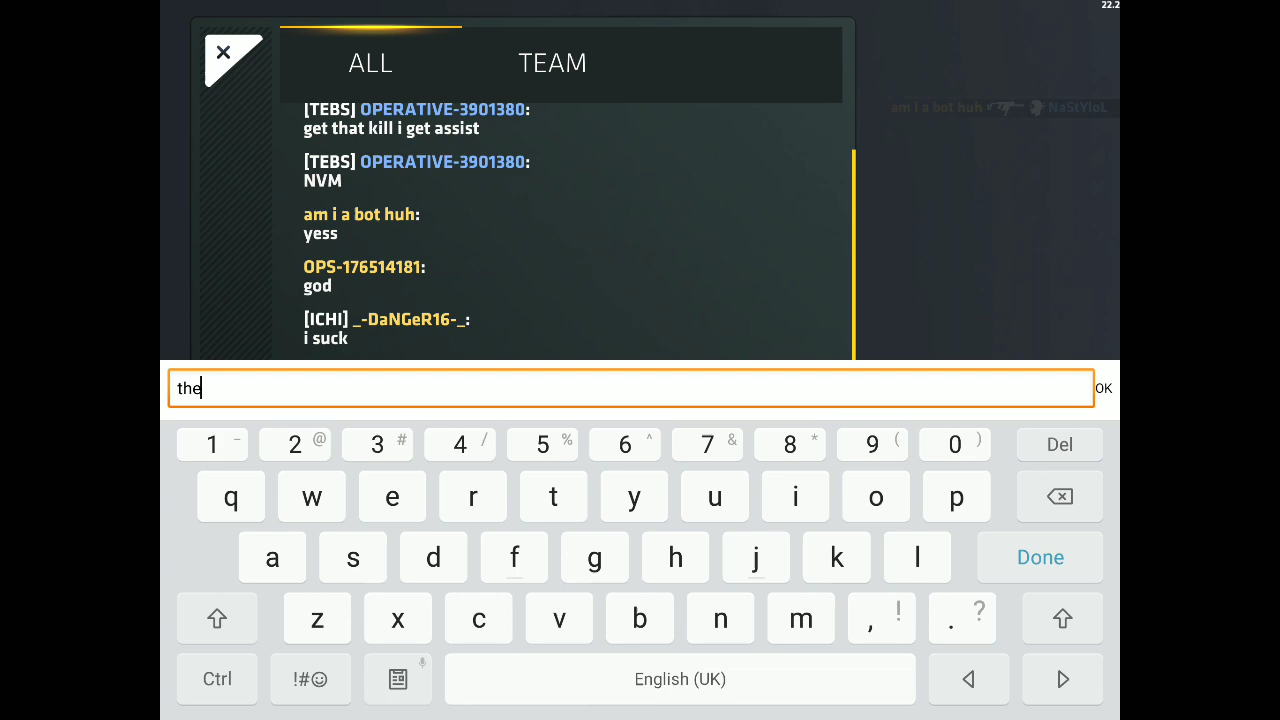 22.2
ALL TEAM
am i a bot huh NaStYloL
[TEBS] OPERATIVE-3901380:
get that kill i get assist
[TEBS] OPERATIVE-3901380:
NVM
am i a bot huh:
yess
OPS-176514181:
god
[ICHI] _-DaNGeR16-_:
i suck
the OK
1 - 2 @ 3 # 4 / 5 % 6 ^ 7 & 8 * 9 ( 0 ) Del
q w e r t y u i o p
a s d f g h j k l Done
z x c v b n m , ! . ?
Ctrl !#☺ English (UK)